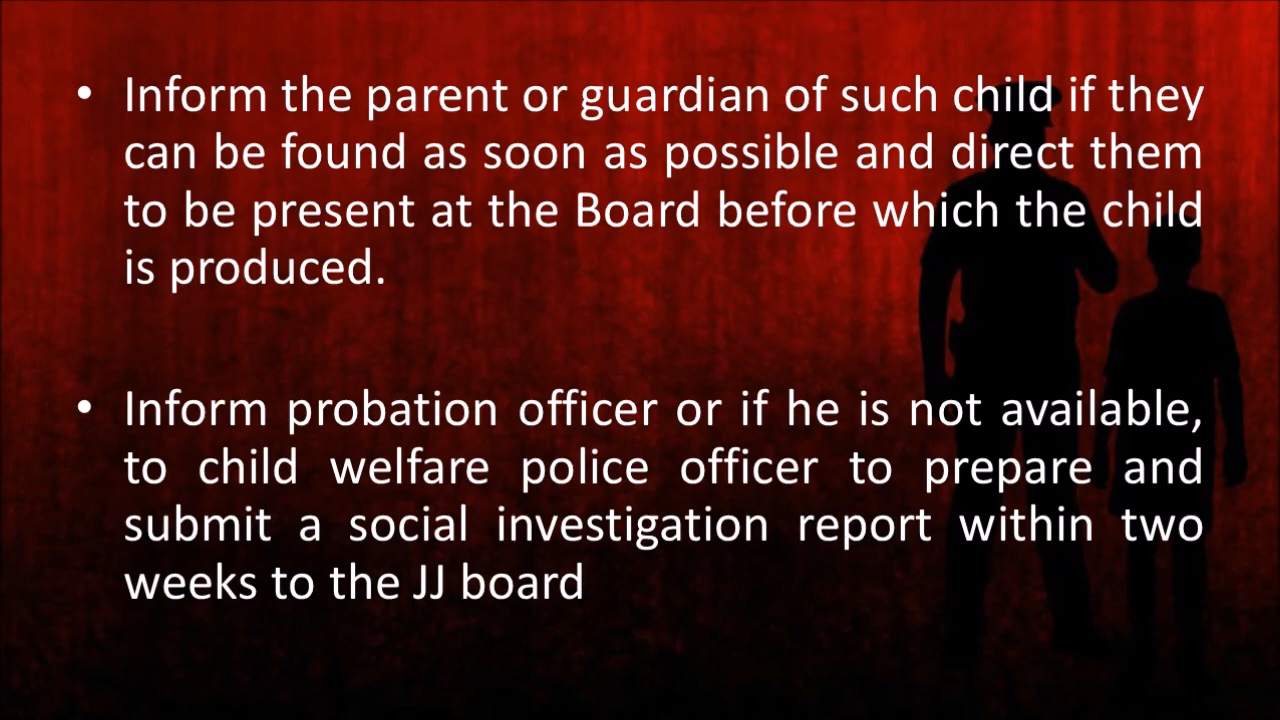 • Inform the parent or guardian of such child if they
can be found as soon as possible and direct them
to be present at the Board before which the child
is produced.
• Inform probation officer or if he is not available,
to child welfare police officer to prepare and
submit a social investigation report within two
weeks to the JJ board